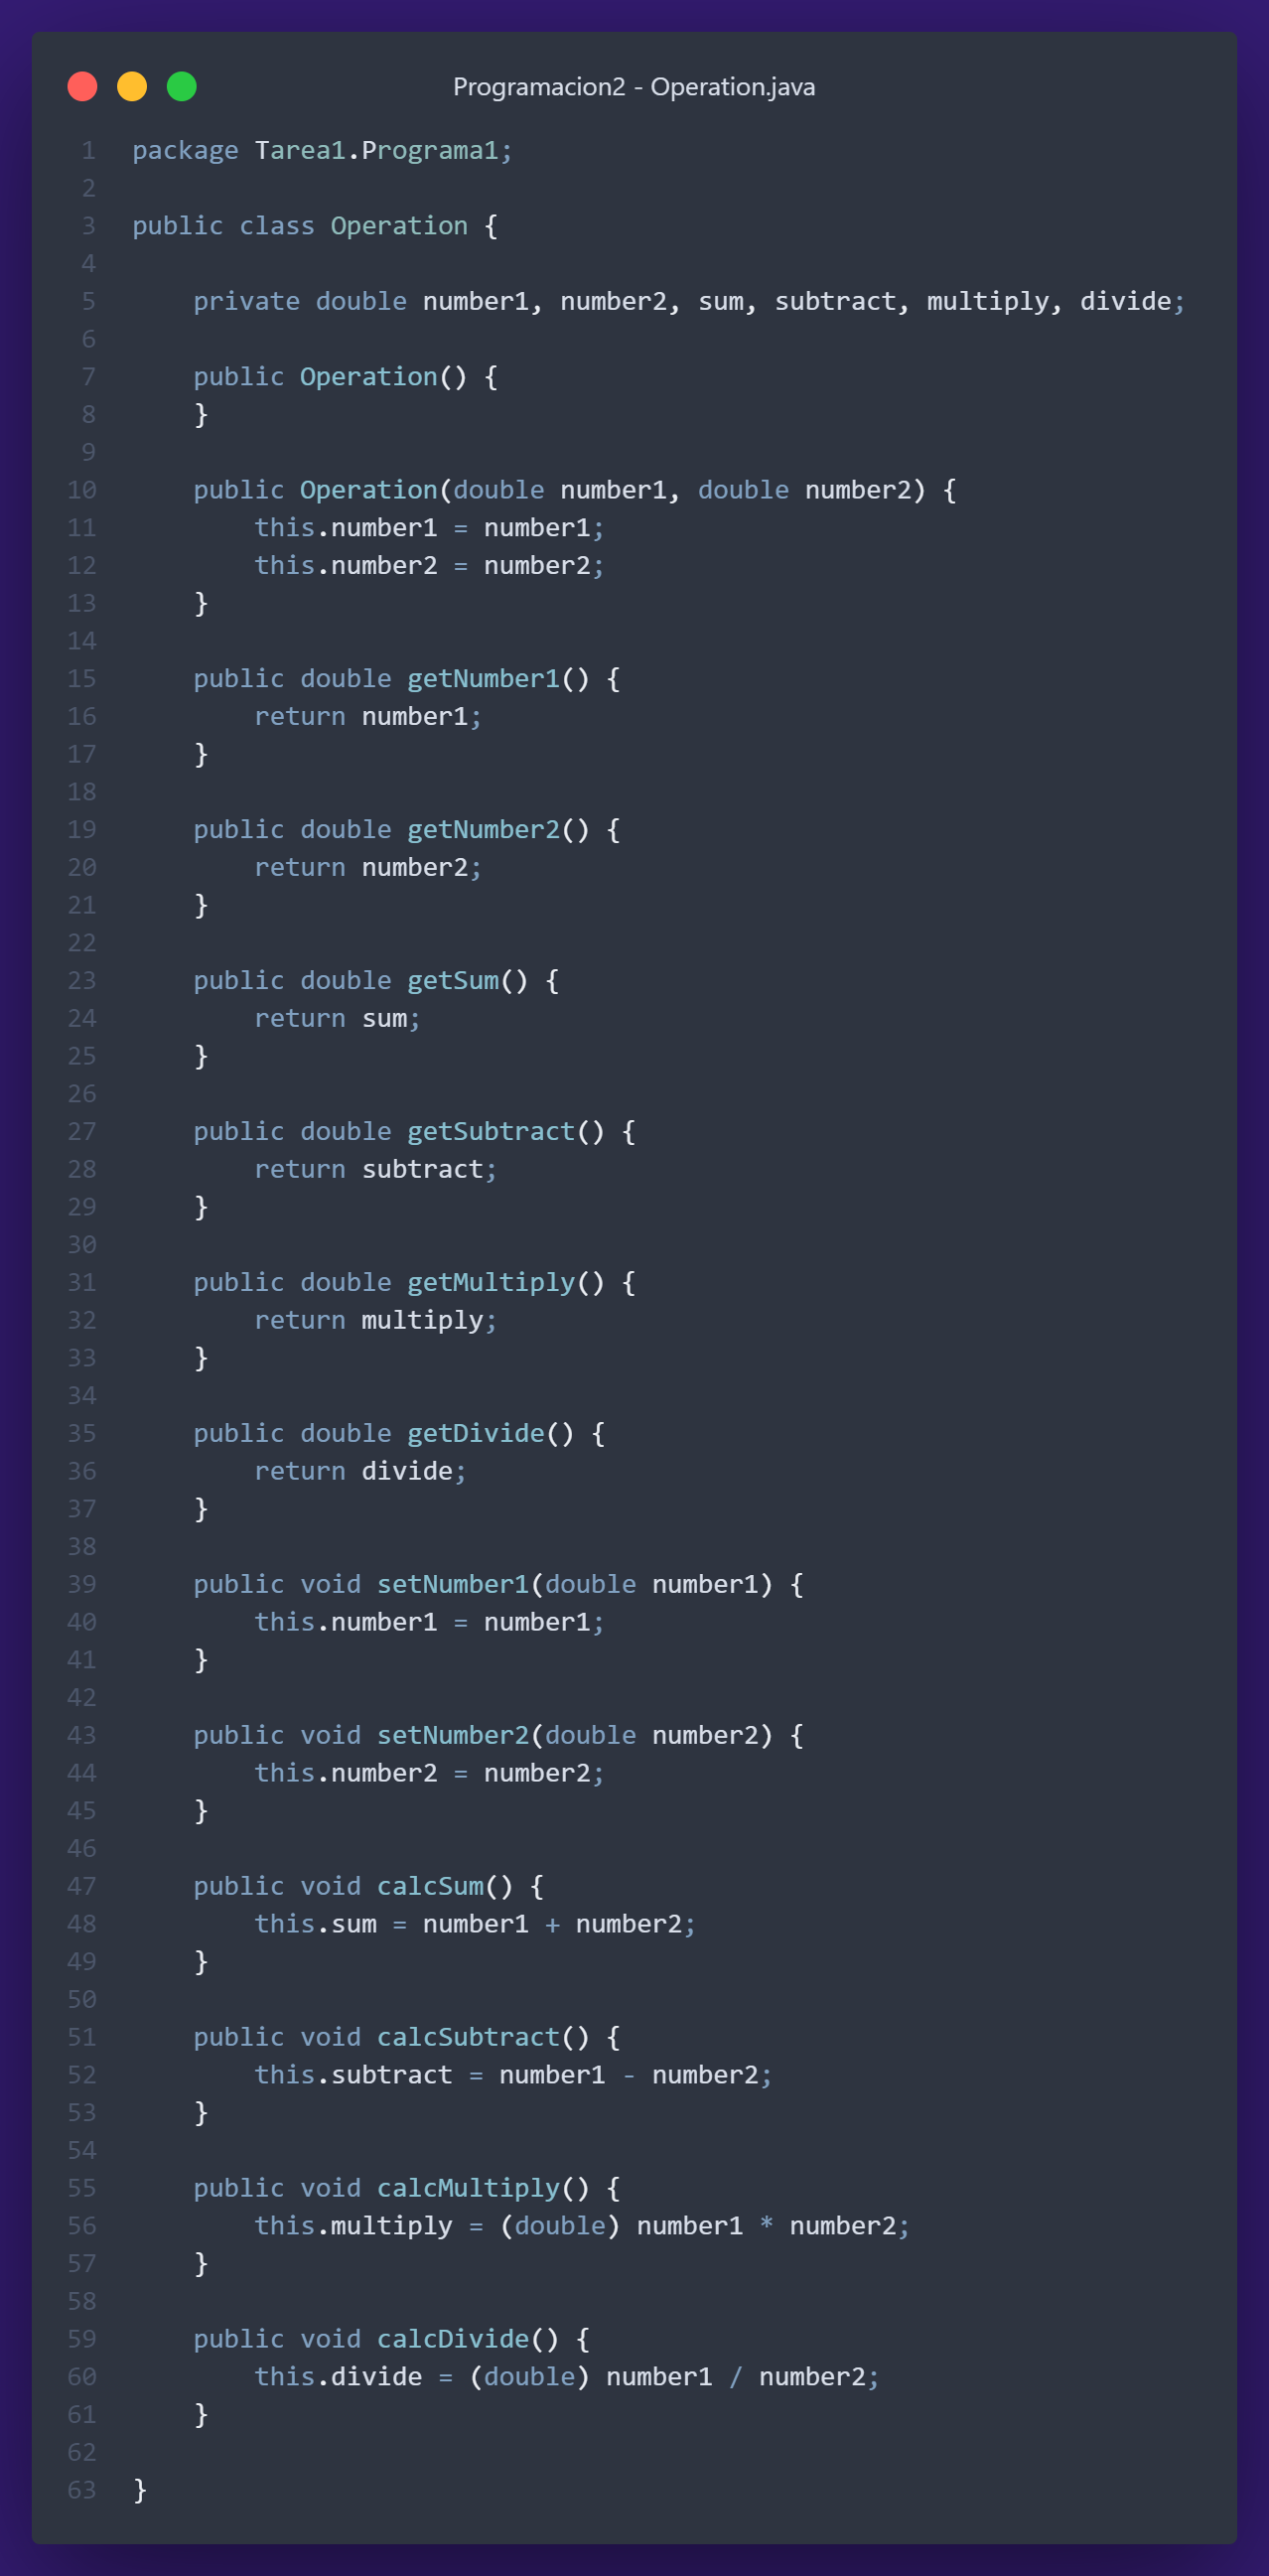 Programacion2 - Operation.java
1 package Tarea1.Programa1;
2
3 public class Operation {
4
5     private double number1, number2, sum, subtract, multiply, divide;
6
7     public Operation() {
8     }
9
10     public Operation(double number1, double number2) {
11         this.number1 = number1;
12         this.number2 = number2;
13     }
14
15     public double getNumber1() {
16         return number1;
17     }
18
19     public double getNumber2() {
20         return number2;
21     }
22
23     public double getSum() {
24         return sum;
25     }
26
27     public double getSubtract() {
28         return subtract;
29     }
30
31     public double getMultiply() {
32         return multiply;
33     }
34
35     public double getDivide() {
36         return divide;
37     }
38
39     public void setNumber1(double number1) {
40         this.number1 = number1;
41     }
42
43     public void setNumber2(double number2) {
44         this.number2 = number2;
45     }
46
47     public void calcSum() {
48         this.sum = number1 + number2;
49     }
50
51     public void calcSubtract() {
52         this.subtract = number1 - number2;
53     }
54
55     public void calcMultiply() {
56         this.multiply = (double) number1 * number2;
57     }
58
59     public void calcDivide() {
60         this.divide = (double) number1 / number2;
61     }
62
63 }